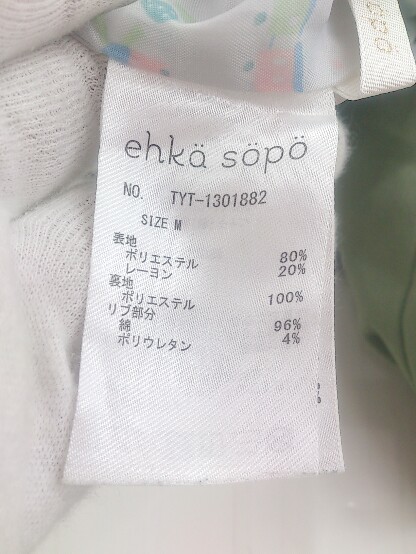 ehkä söpö
NO. TYT-1301882
SIZE M
表地
ポリエステル 80%
レーヨン 20%
裏地
ポリエステル 100%
リブ部分
綿 96%
ポリウレタン 4%